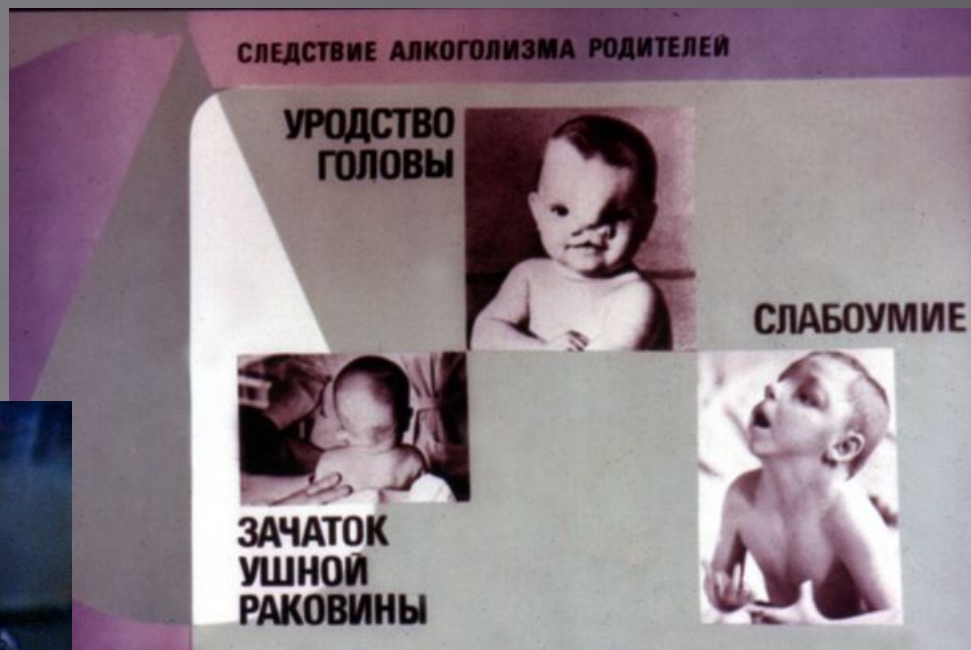 СЛЕДСТВИЕ АЛКОГОЛИЗМА РОДИТЕЛЕЙ
УРОДСТВО
ГОЛОВЫ
СЛАБОУМИЕ
ЗАЧАТОК
УШНОЙ
РАКОВИНЫ